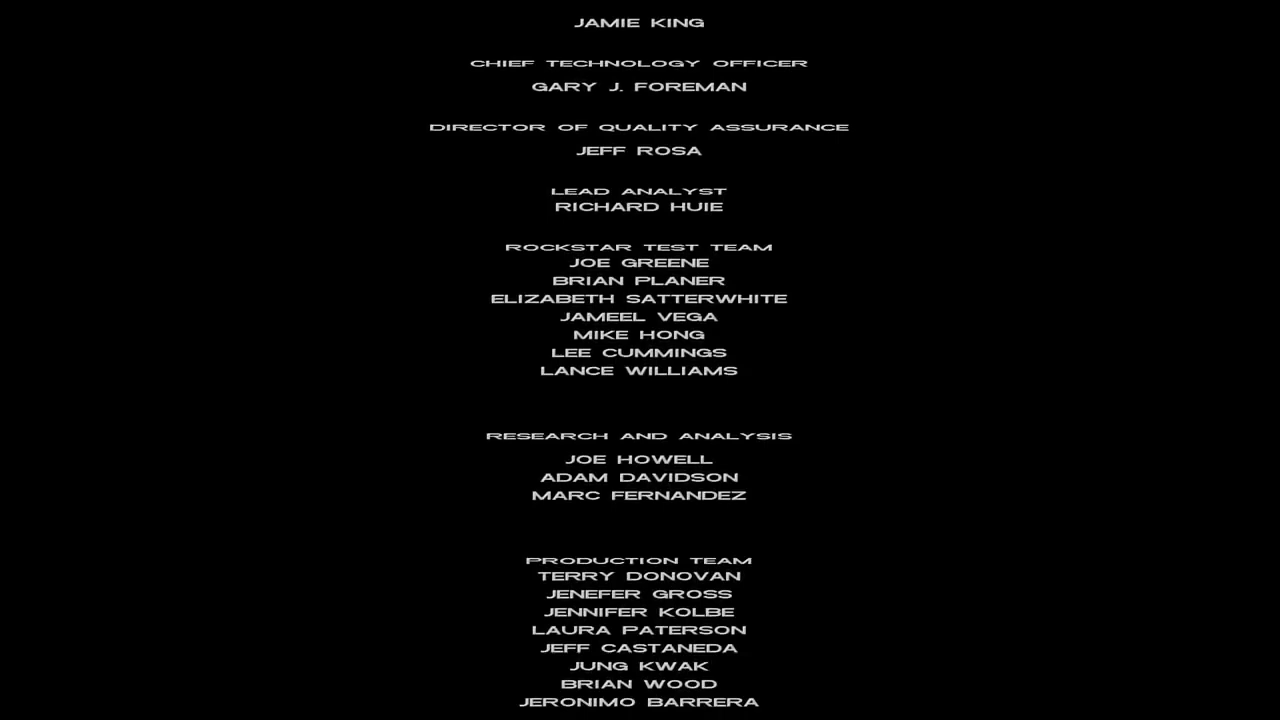 JAMIE KING
CHIEF TECHNOLOGY OFFICER
GARY J. FOREMAN
DIRECTOR OF QUALITY ASSURANCE
JEFF ROSA
LEAD ANALYST
RICHARD HUIE
ROCKSTAR TEST TEAM
JOE GREENE
BRIAN PLANER
ELIZABETH SATTERWHITE
JAMEEL VEGA
MIKE HONG
LEE CUMMINGS
LANCE WILLIAMS
RESEARCH AND ANALYSIS
JOE HOWELL
ADAM DAVIDSON
MARC FERNANDEZ
PRODUCTION TEAM
TERRY DONOVAN
JENEFER GROSS
JENNIFER KOLBE
LAURA PATERSON
JEFF CASTANEDA
JUNG KWAK
BRIAN WOOD
JERONIMO BARRERA